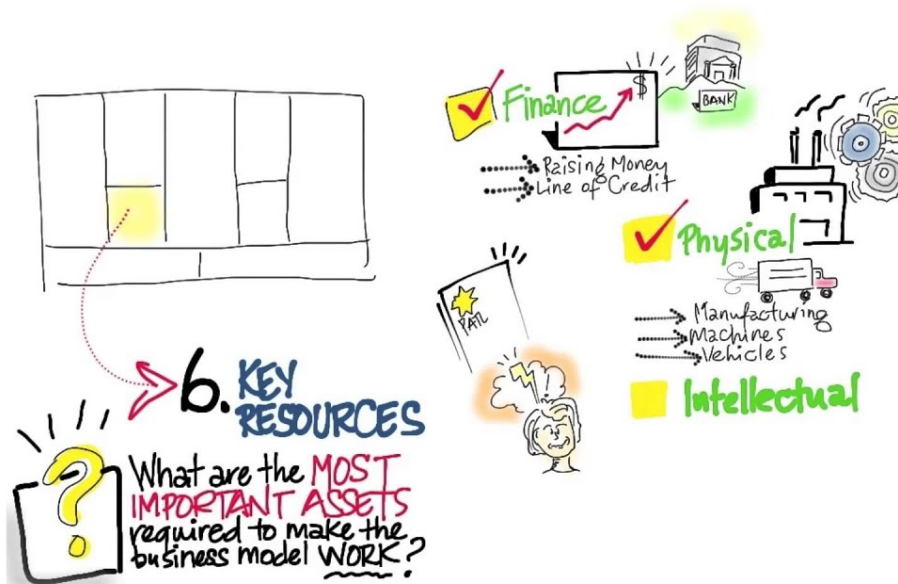 6. KEY
RESOURCES
What are the MOST
IMPORTANT ASSETS
required to make the
business model WORK?
Finance
$
BANK
Raising Money
Line of Credit
Physical
Manufacturing
Machines
Vehicles
Intellectual